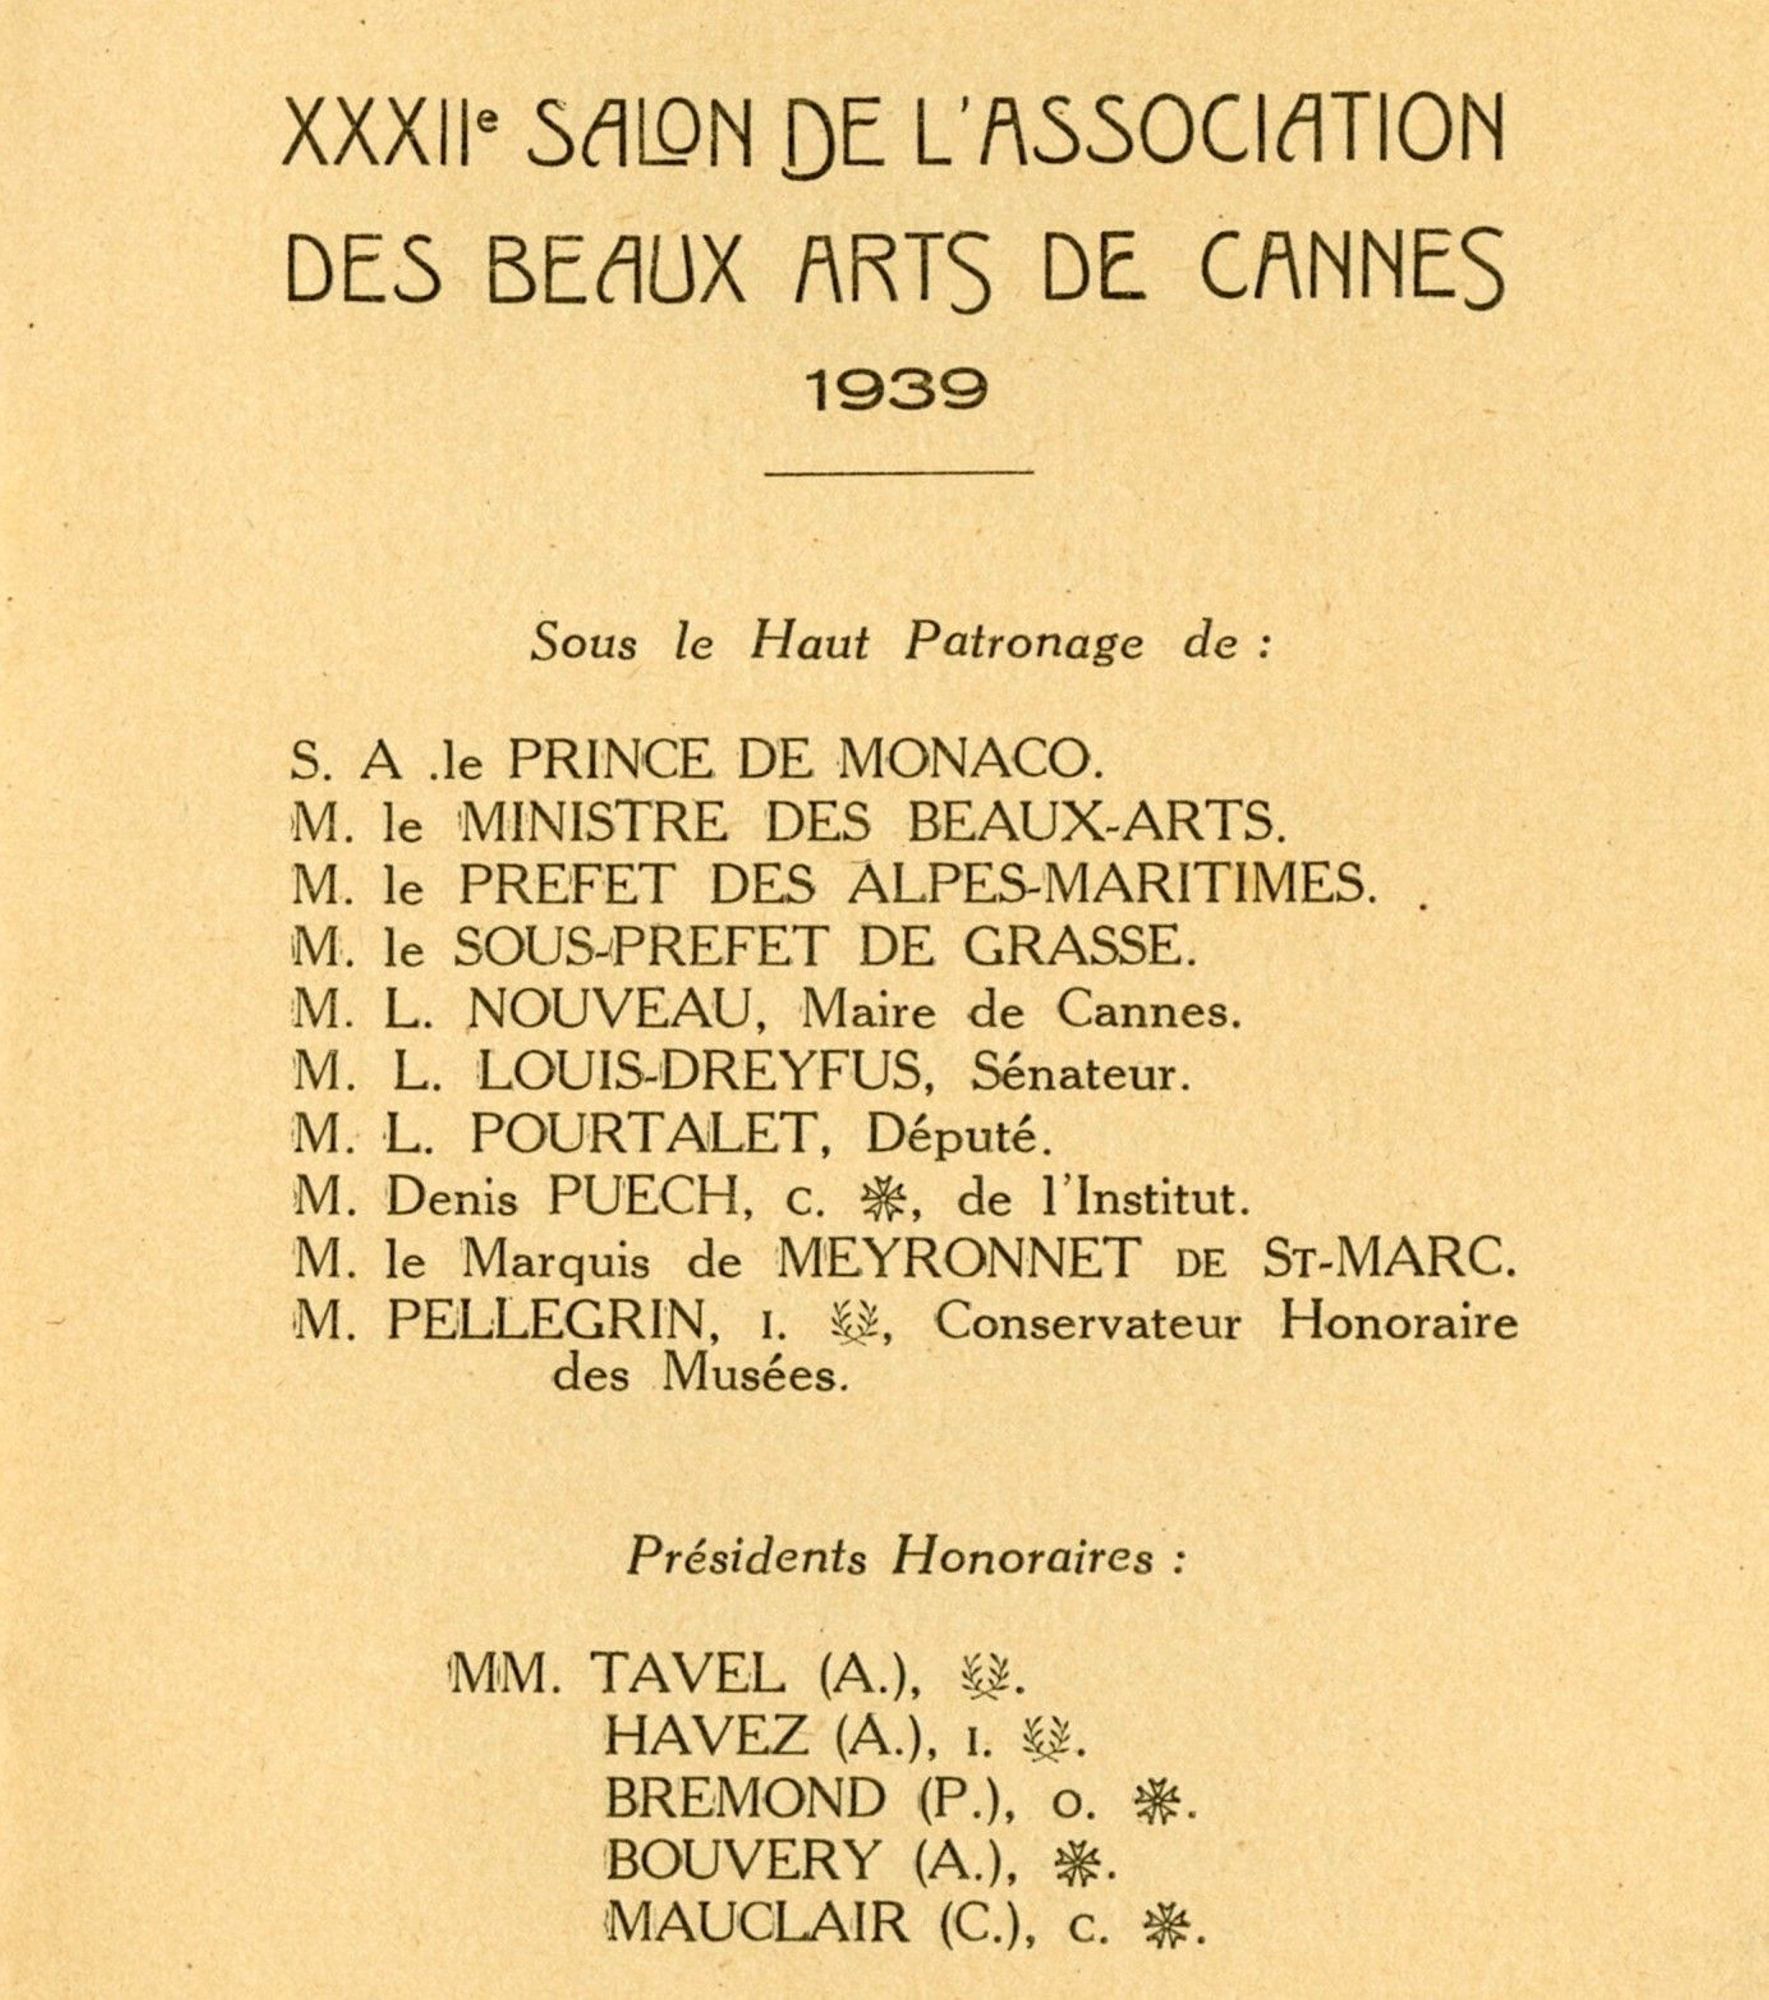 XXXIIe SALON DE L'ASSOCIATION
DES BEAUX ARTS DE CANNES
1939
Sous le Haut Patronage de :
S. A .le PRINCE DE MONACO.
M. le MINISTRE DES BEAUX-ARTS.
M. le PREFET DES ALPES-MARITIMES.
M. le SOUS-PREFET DE GRASSE.
M. L. NOUVEAU, Maire de Cannes.
M. L. LOUIS-DREYFUS, Sénateur.
M. L. POURTALET, Député.
M. Denis PUECH, C. ✠, de l'Institut.
M. le Marquis de MEYRONNET DE ST-MARC.
M. PELLEGRIN, I. , Conservateur Honoraire
des Musées.
Présidents Honoraires :
MM. TAVEL (A.), .
HAVEZ (A.), I. .
BREMOND (P.), O. ✠.
BOUVERY (A.), ✠.
MAUCLAIR (C.), C. ✠.